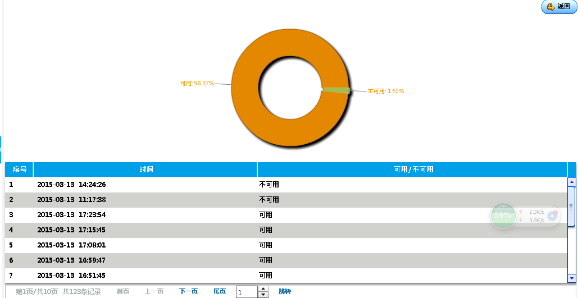 返回
可用: 98.37%
不可用: 1.63%
序号 时间 可用/不可用
1 2015-03-13 14:24:26 不可用
2 2015-03-13 11:17:38 不可用
3 2015-03-13 17:23:54 可用
4 2015-03-13 17:15:45 可用
5 2015-03-13 17:08:01 可用
6 2015-03-13 16:59:47 可用
7 2015-03-13 16:51:45 可用
第1页/共10页 共123条记录 首页 上一页 下一页 尾页 1 跳转